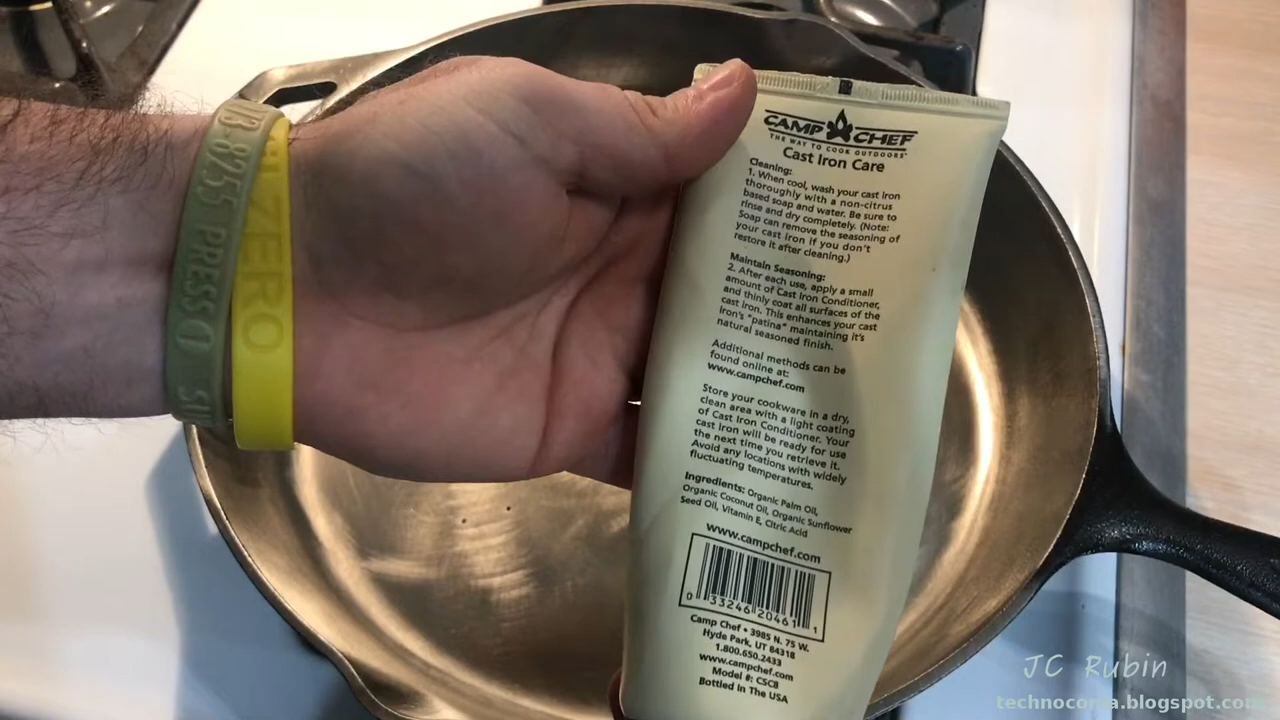 CAMP CHEF
THE WAY TO COOK OUTDOORS
Cast Iron Care
Cleaning:
1. When cool, wash your cast iron
thoroughly with a non-citrus
based soap and water. Be sure to
rinse and dry completely. (Note:
Soap can remove the seasoning of
your cast iron if you don't
restore it after cleaning.)
Maintain Seasoning:
2. After each use, apply a small
amount of Cast Iron Conditioner,
and thinly coat all surfaces of the
cast iron. This enhances your cast
iron's "patina" maintaining it's
natural seasoned finish.
Additional methods can be
found online at:
www.campchef.com
Store your cookware in a dry,
clean area with a light coating
of Cast Iron Conditioner. Your
cast iron will be ready for use
the next time you retrieve it.
Avoid any locations with widely
fluctuating temperatures.
Ingredients: Organic Palm Oil,
Organic Coconut Oil, Organic Sunflower
Seed Oil, Vitamin E, Citric Acid
www.campchef.com
0 33246 20461 1
Camp Chef • 3985 N. 75 W.
Hyde Park, UT 84318
1.800.650.2433
www.campchef.com
Model #: CSC8
Bottled In The USA
8255 PRESS 1
ZERO
JC Rubin
technocoma.blogspot.com